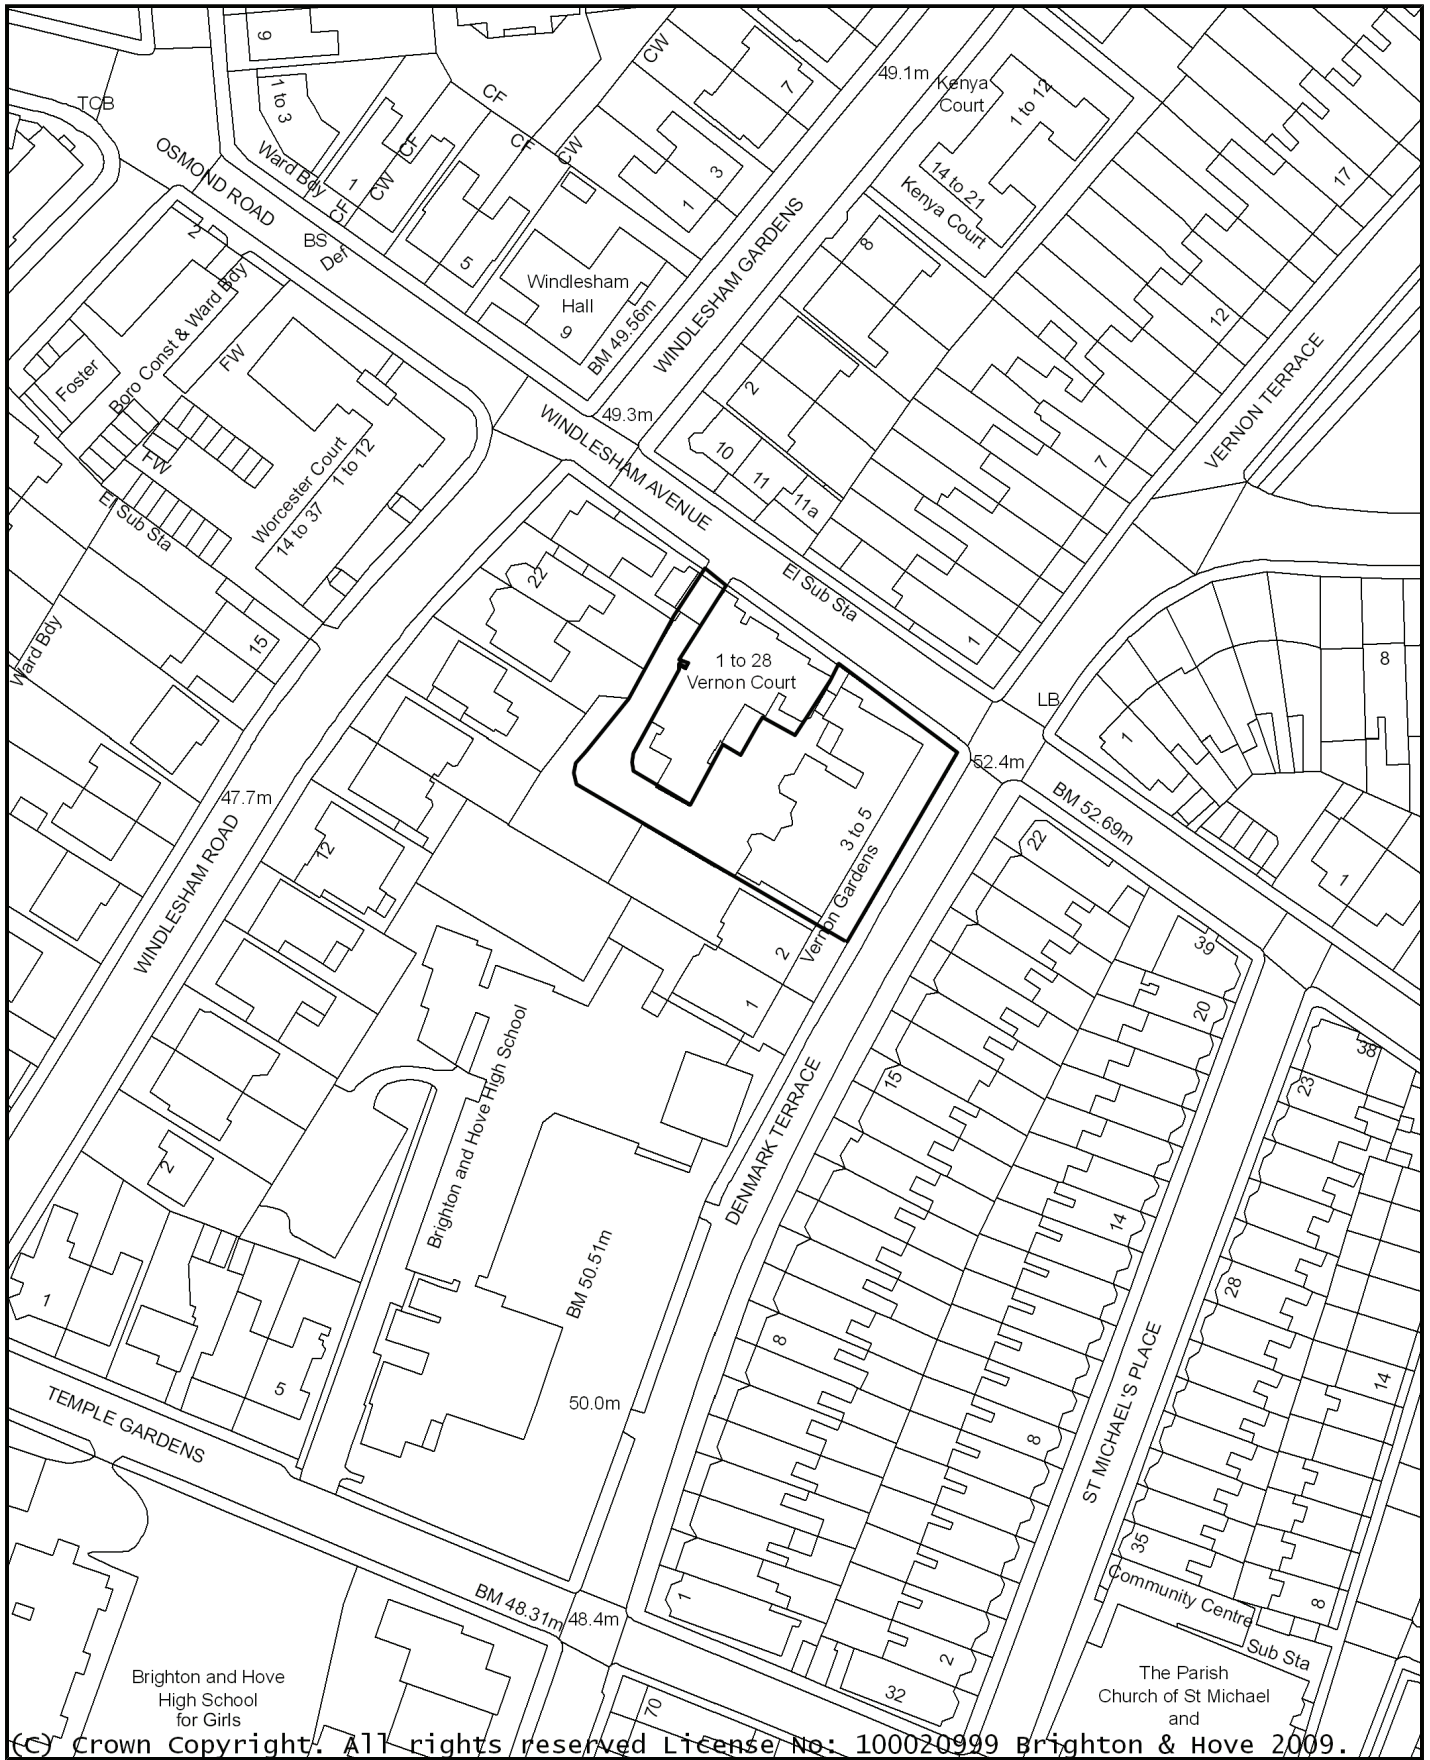 9
CW
7
49.1m
Kenya
Court
1 to 12
TCB
1 to 3
CF
CF
CF
CW
OSMOND ROAD
Ward Bdy
1
CW
CF
3
1
14 to 21
Kenya Court
17
2
BS
Def
5
Windlesham
Hall
9
BM 49.56m
WINDLESHAM GARDENS
8
12
Boro Const & Ward Bdy
FW
Foster
2
VERNON TERRACE
49.3m
WINDLESHAM AVENUE
10
11
11a
7
FW
Worcester Court
1 to 12
14 to 37
El Sub Sta
22
El Sub Sta
1
Ward Bdy
15
1 to 28
Vernon Court
8
LB
1
52.4m
47.7m
BM 52.69m
WINDLESHAM ROAD
12
3 to 5
Vernon Gardens
22
1
2
1
39
20
38
23
Brighton and Hove High School
15
DENMARK TERRACE
2
14
BM 50.51m
28
1
8
14
5
50.0m
TEMPLE GARDENS
8
ST MICHAEL'S PLACE
35
Community Centre
BM 48.31m
48.4m
1
8
2
Sub Sta
32
70
Brighton and Hove
High School
for Girls
The Parish
Church of St Michael
and
(C) Crown Copyright. All rights reserved License No: 100020999 Brighton & Hove 2009.